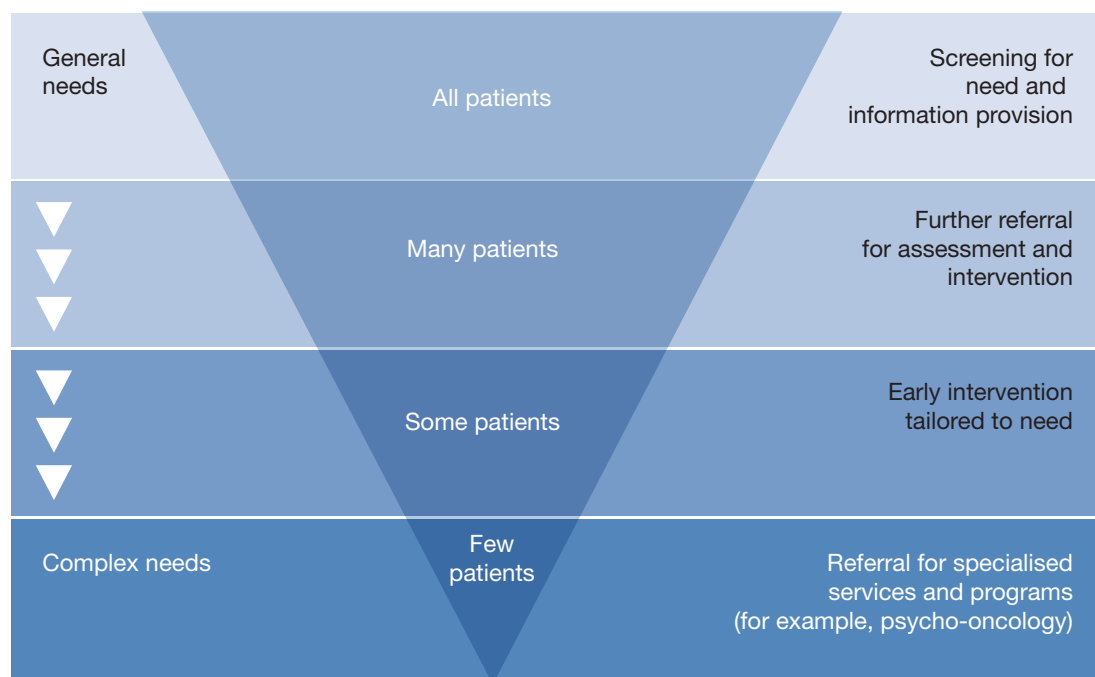 General
needs
All patients
Screening for
need and
information provision
Many patients
Further referral
for assessment and
intervention
Some patients
Early intervention
tailored to need
Complex needs
Few
patients
Referral for specialised
services and programs
(for example, psycho-oncology)